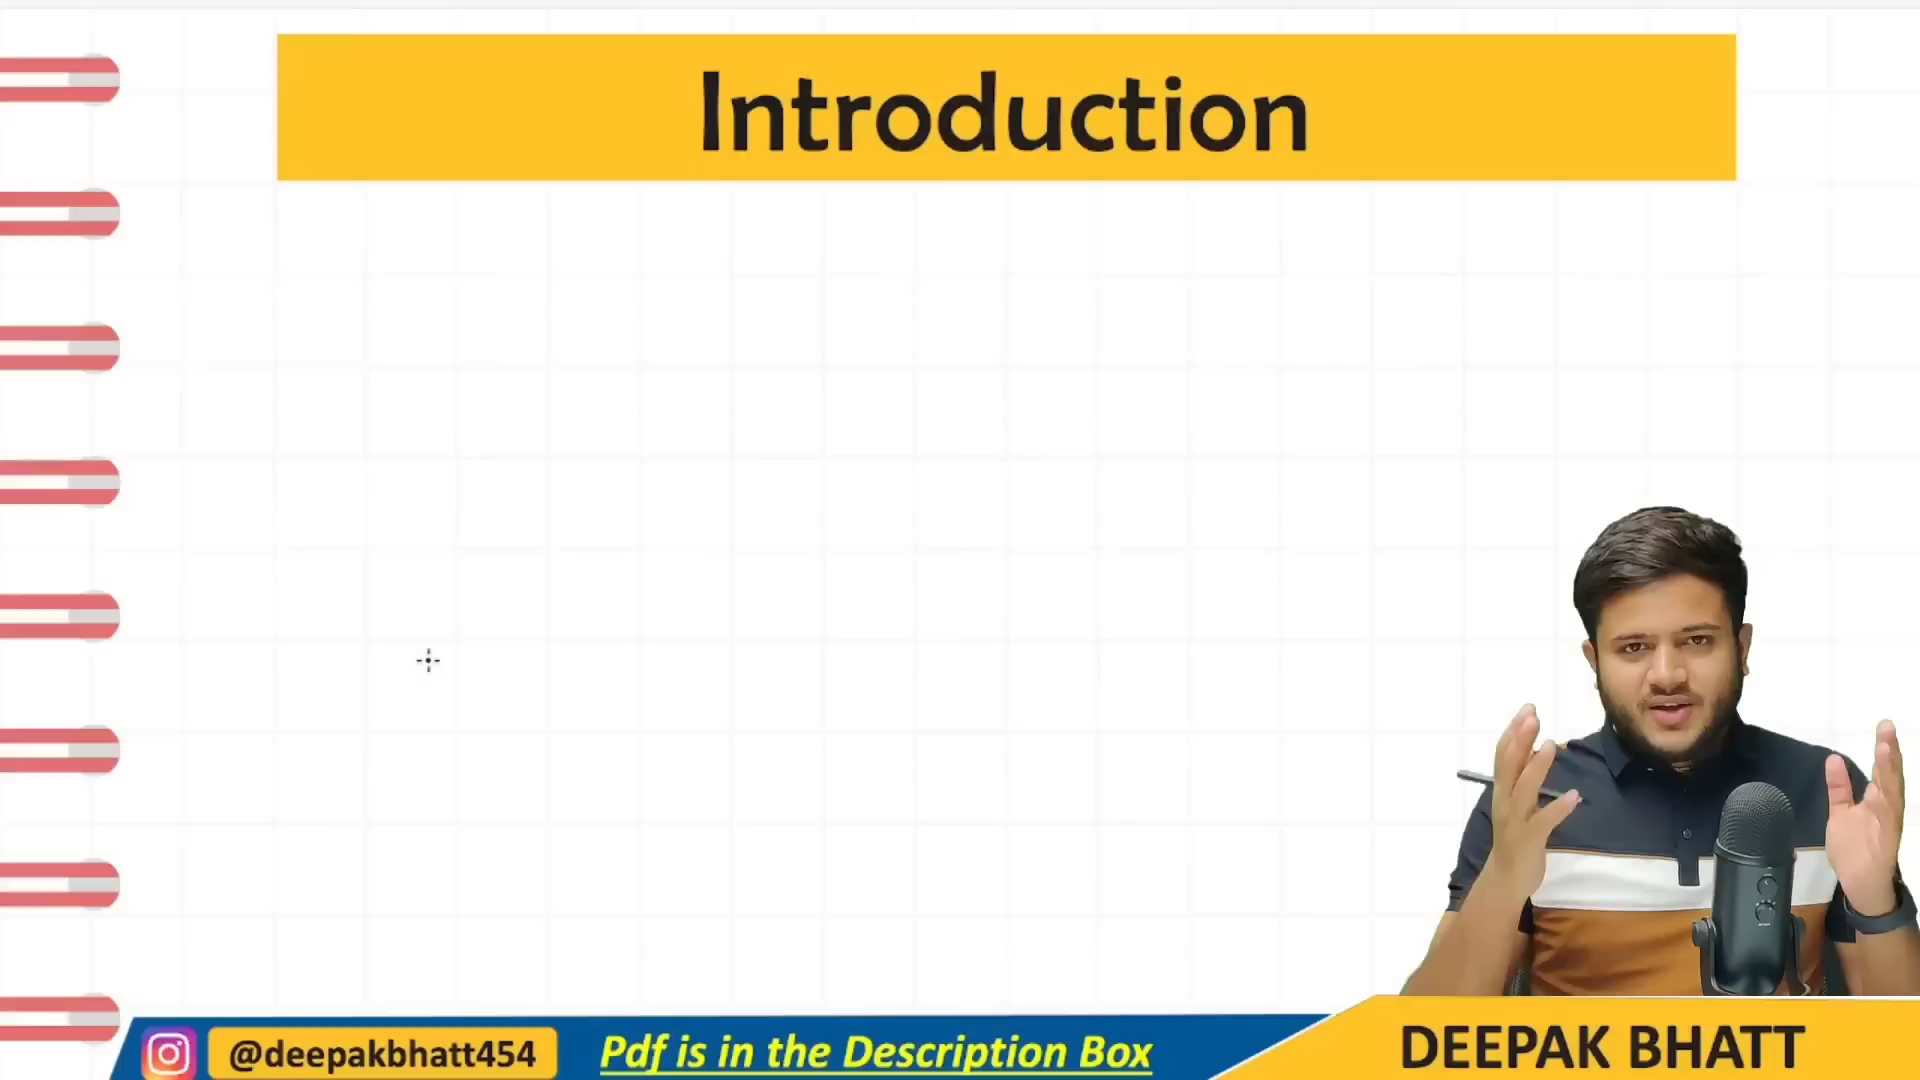 Introduction
@deepakbhatt454
Pdf is in the Description Box
DEEPAK BHATT